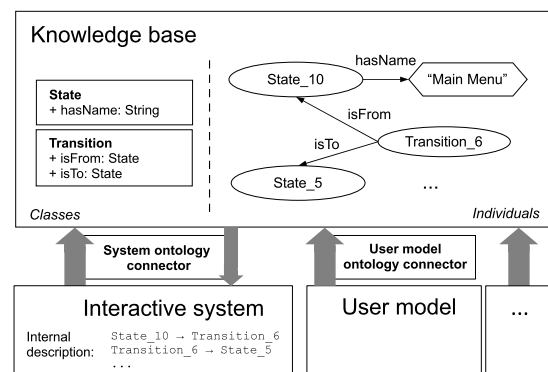 Knowledge base
State
+ hasName: String
Transition
+ isFrom: State
+ isTo: State
Classes
State_10
hasName
“Main Menu”
isFrom
Transition_6
isTo
State_5
...
Individuals
System ontology
connector
User model
ontology connector
Interactive system
Internal
description:
State_10 → Transition_6
Transition_6 → State_5
...
User model
...